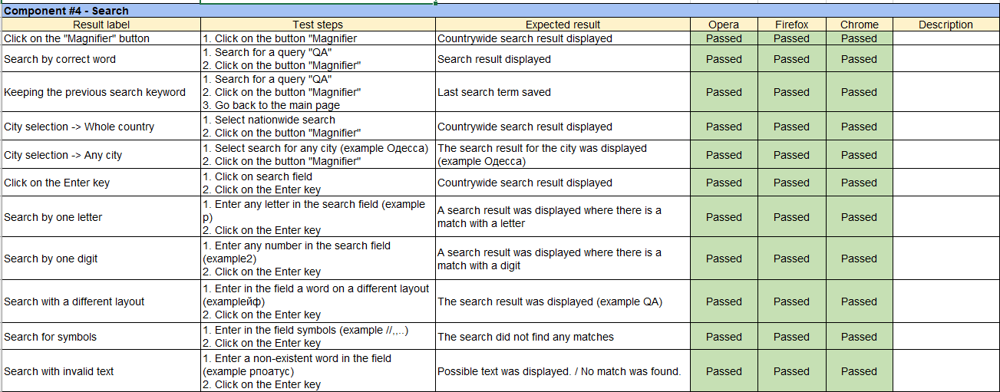 Component #4 - Search
Result label Test steps Expected result Opera Firefox Chrome Description
Click on the "Magnifier" button 1. Click on the button "Magnifier Countrywide search result displayed Passed Passed Passed
Search by correct word
1. Search for a query "QA"
2. Click on the button "Magnifier"
Search result displayed
Passed Passed Passed
Keeping the previous search keyword
1. Search for a query "QA"
2. Click on the button "Magnifier"
3. Go back to the main page
Last search term saved
Passed Passed Passed
City selection -> Whole country
1. Select nationwide search
2. Click on the button "Magnifier"
Countrywide search result displayed
Passed Passed Passed
City selection -> Any city
1. Select search for any city (example Одесса)
2. Click on the button "Magnifier"
The search result for the city was displayed
(example Одесса)
Passed Passed Passed
Click on the Enter key
1. Click on search field
2. Click on the Enter key
Countrywide search result displayed
Passed Passed Passed
Search by one letter
1. Enter any letter in the search field (example
р)
2. Click on the Enter key
A search result was displayed where there is a
match with a letter
Passed Passed Passed
Search by one digit
1. Enter any number in the search field
(example2)
2. Click on the Enter key
A search result was displayed where there is a
match with a digit
Passed Passed Passed
Search with a different layout
1. Enter in the field a word on a different layout
(exampleйф)
2. Click on the Enter key
The search result was displayed (example QA)
Passed Passed Passed
Search for symbols
1. Enter in the field symbols (example //,,..)
2. Click on the Enter key
The search did not find any matches
Passed Passed Passed
Search with invalid text
1. Enter a non-existent word in the field
(example рпоатус)
2. Click on the Enter key
Possible text was displayed. / No match was found.
Passed Passed Passed